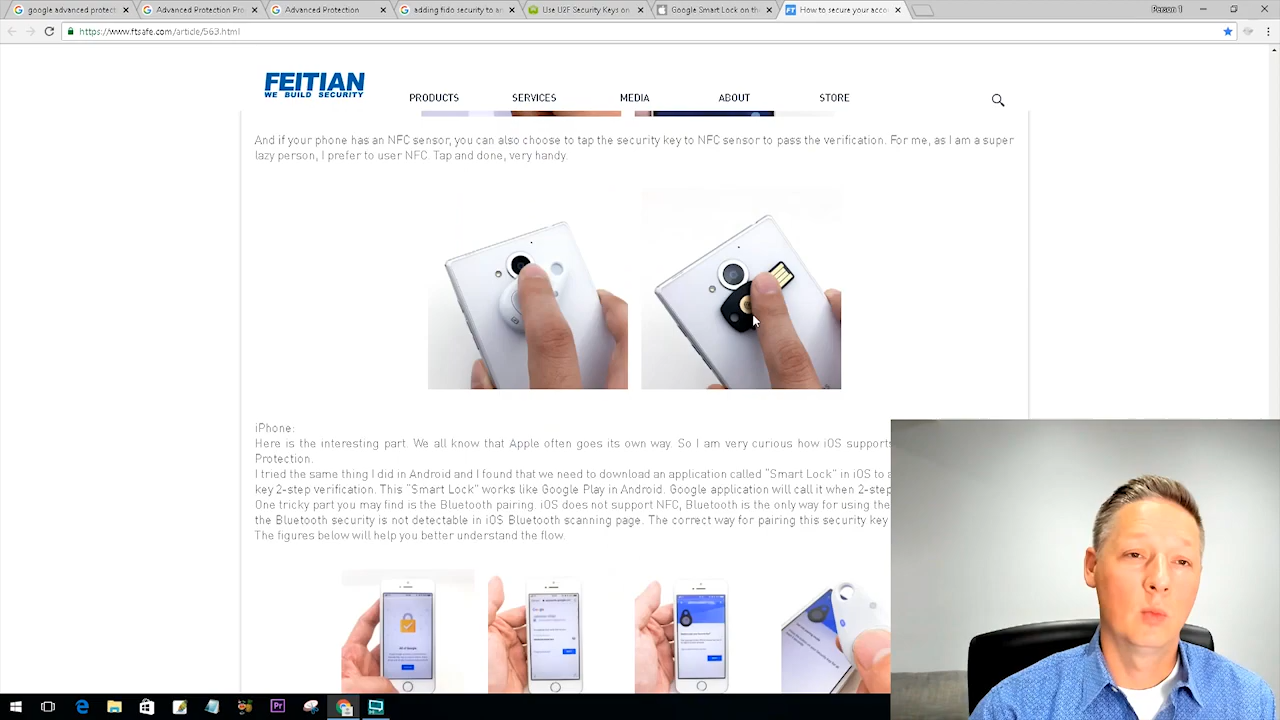 google advanced protect
Advanced Protection Pro
Advanced Protection
adding fido security to a
Use U2F Security Keys on
Google Smart Lock on th
How to secure your acco
Person 1
https://www.ftsafe.com/article/563.html
FEITIAN
WE BUILD SECURITY
PRODUCTS
SERVICES
MEDIA
ABOUT
STORE
And if your phone has an NFC sensor, you can also choose to tap the security key to NFC sensor to pass the verification. For me, as I am a super
lazy person, I prefer to user NFC. Tap and done, very handy.
iPhone:
Here is the interesting part. We all know that Apple often goes its own way. So I am very curious how iOS supports
Protection.
I tried the same thing I did in Android and I found that we need to download an application called "Smart Lock" in iOS to a
key 2-step verification. This "Smart Lock" works like Google Play in Android. Google application will call it when 2-step
One tricky part you may find is the Bluetooth pairing. iOS does not support NFC, Bluetooth is the only way for using the
the Bluetooth security is not detectable in iOS Bluetooth scanning page. The correct way for pairing this security key
The figures below will help you better understand the flow.